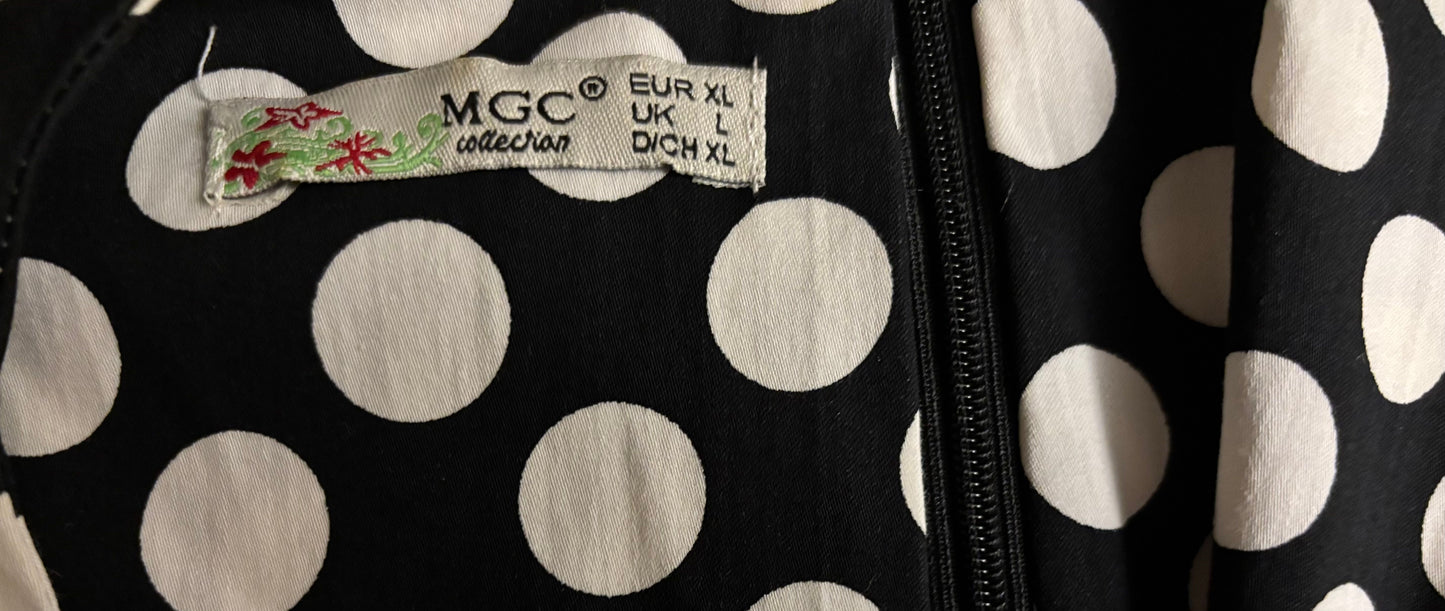 MGC®
collection
EUR XL
UK L
D/CH XL